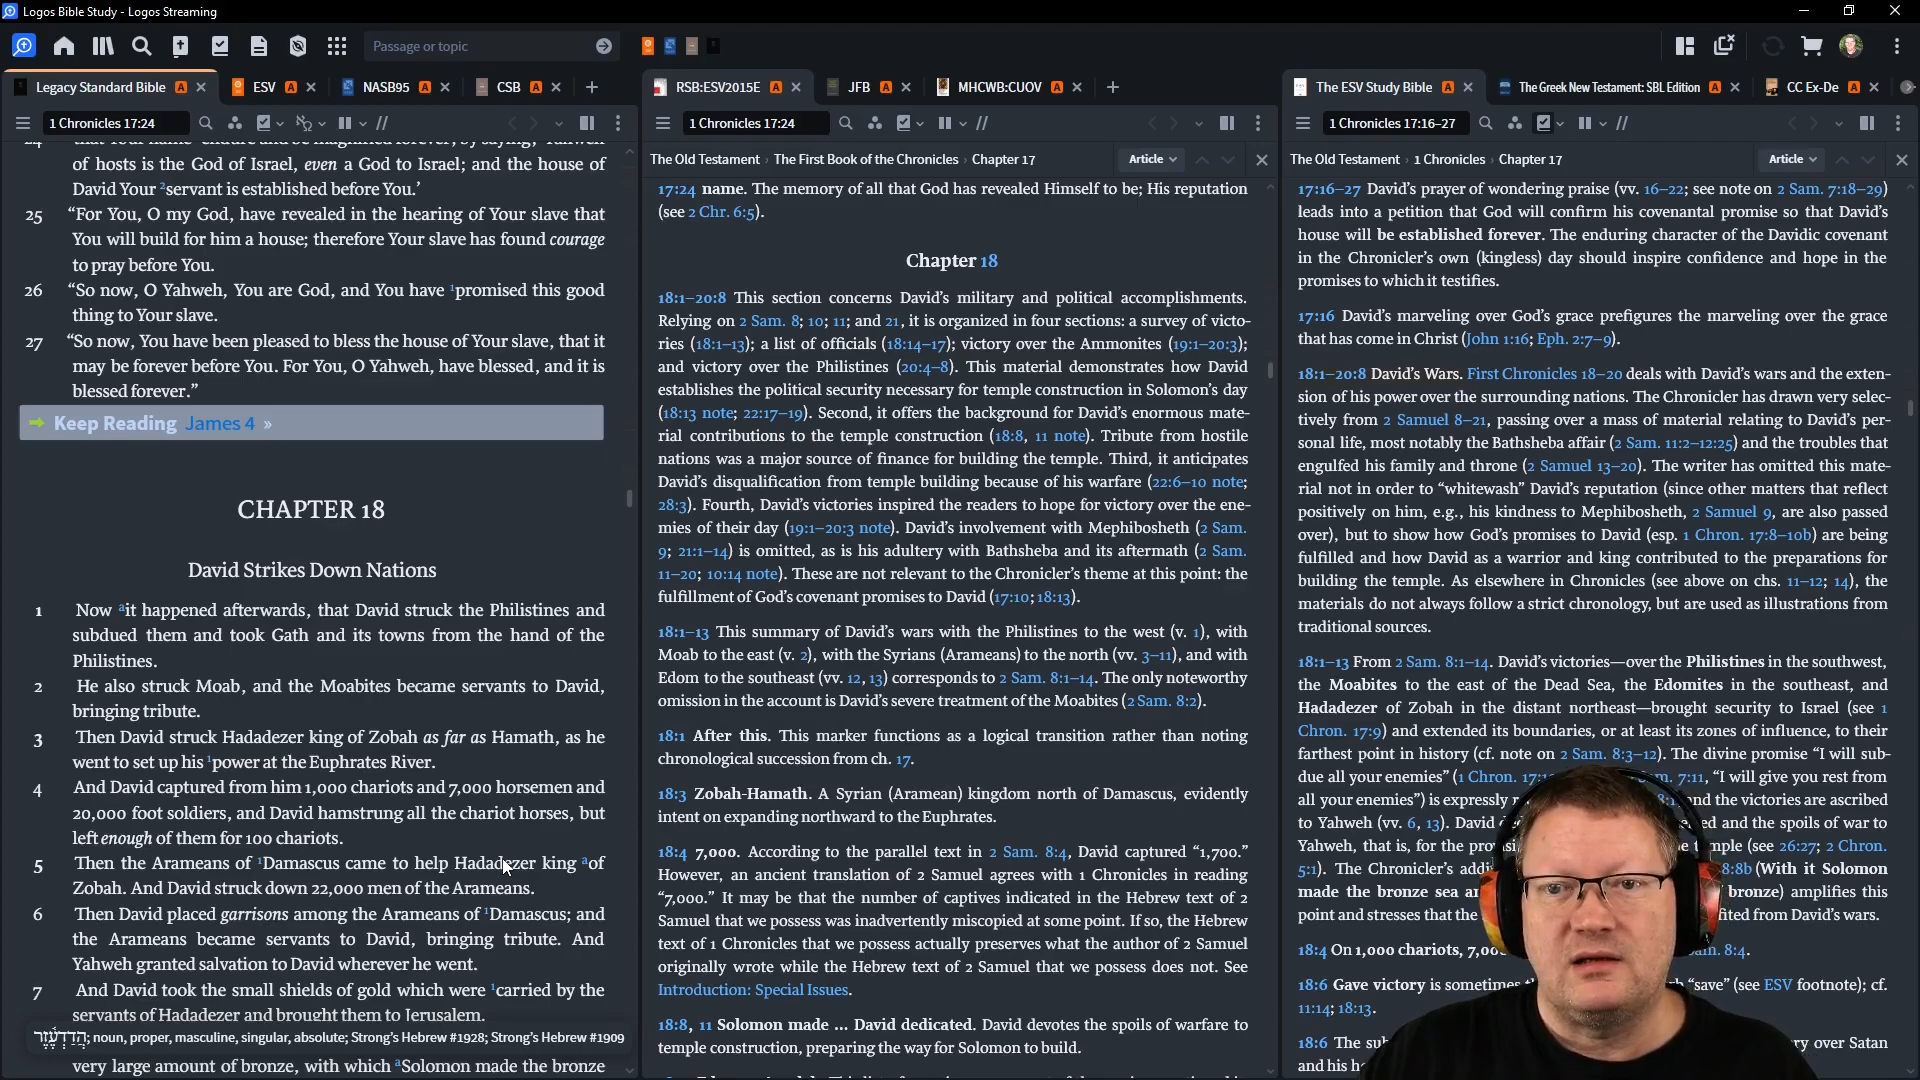 Logos Bible Study - Logos Streaming
Passage or topic
Legacy Standard Bible A
ESV A
NASB95 A
CSB A
1 Chronicles 17:24
of hosts is the God of Israel, even a God to Israel; and the house of
David Your 2servant is established before You.’
25 “For You, O my God, have revealed in the hearing of Your slave that
You will build for him a house; therefore Your slave has found courage
to pray before You.
26 “So now, O Yahweh, You are God, and You have 1promised this good
thing to Your slave.
27 “So now, You have been pleased to bless the house of Your slave, that it
may be forever before You. For You, O Yahweh, have blessed, and it is
blessed forever.”
Keep Reading James 4 »
CHAPTER 18
David Strikes Down Nations
1 Now ait happened afterwards, that David struck the Philistines and
subdued them and took Gath and its towns from the hand of the
Philistines.
2 He also struck Moab, and the Moabites became servants to David,
bringing tribute.
3 Then David struck Hadadezer king of Zobah as far as Hamath, as he
went to set up his 1power at the Euphrates River.
4 And David captured from him 1,000 chariots and 7,000 horsemen and
20,000 foot soldiers, and David hamstrung all the chariot horses, but
left enough of them for 100 chariots.
5 Then the Arameans of 1Damascus came to help Hadadezer king aof
Zobah. And David struck down 22,000 men of the Arameans.
6 Then David placed garrisons among the Arameans of 1Damascus; and
the Arameans became servants to David, bringing tribute. And
Yahweh granted salvation to David wherever he went.
7 And David took the small shields of gold which were 1carried by the
servants of Hadadezer and brought them to Jerusalem.
; noun, proper, masculine, singular, absolute; Strong’s Hebrew #1928; Strong’s Hebrew #1909
very large amount of bronze, with which aSolomon made the bronze
RSB:ESV2015E A
JFB A
MHCWB:CUOV A
1 Chronicles 17:24
The Old Testament › The First Book of the Chronicles › Chapter 17
Article
17:24 name. The memory of all that God has revealed Himself to be; His reputation
(see 2 Chr. 6:5).
Chapter 18
18:1–20:8 This section concerns David’s military and political accomplishments.
Relying on 2 Sam. 8; 10; 11; and 21, it is organized in four sections: a survey of victo-
ries (18:1–13); a list of officials (18:14–17); victory over the Ammonites (19:1–20:3);
and victory over the Philistines (20:4–8). This material demonstrates how David
establishes the political security necessary for temple construction in Solomon’s day
(18:13 note; 22:17–19). Second, it offers the background for David’s enormous mate-
rial contributions to the temple construction (18:8, 11 note). Tribute from hostile
nations was a major source of finance for building the temple. Third, it anticipates
David’s disqualification from temple building because of his warfare (22:6–10 note;
28:3). Fourth, David’s victories inspired the readers to hope for victory over the ene-
mies of their day (19:1–20:3 note). David’s involvement with Mephibosheth (2 Sam.
9; 21:1–14) is omitted, as is his adultery with Bathsheba and its aftermath (2 Sam.
11–20; 10:14 note). These are not relevant to the Chronicler’s theme at this point: the
fulfillment of God’s covenant promises to David (17:10; 18:13).
18:1–13 This summary of David’s wars with the Philistines to the west (v. 1), with
Moab to the east (v. 2), with the Syrians (Arameans) to the north (vv. 3–11), and with
Edom to the southeast (vv. 12, 13) corresponds to 2 Sam. 8:1–14. The only noteworthy
omission in the account is David’s severe treatment of the Moabites (2 Sam. 8:2).
18:1 After this. This marker functions as a logical transition rather than noting
chronological succession from ch. 17.
18:3 Zobah-Hamath. A Syrian (Aramean) kingdom north of Damascus, evidently
intent on expanding northward to the Euphrates.
18:4 7,000. According to the parallel text in 2 Sam. 8:4, David captured “1,700.”
However, an ancient translation of 2 Samuel agrees with 1 Chronicles in reading
“7,000.” It may be that the number of captives indicated in the Hebrew text of 2
Samuel that we possess was inadvertently miscopied at some point. If so, the Hebrew
text of 1 Chronicles that we possess actually preserves what the author of 2 Samuel
originally wrote while the Hebrew text of 2 Samuel that we possess does not. See
Introduction: Special Issues.
18:8, 11 Solomon made ... David dedicated. David devotes the spoils of warfare to
temple construction, preparing the way for Solomon to build.
The ESV Study Bible A
The Greek New Testament: SBL Edition A
CC Ex-De A
1 Chronicles 17:16–27
The Old Testament › 1 Chronicles › Chapter 17
Article
17:16–27 David’s prayer of wondering praise (vv. 16–22; see note on 2 Sam. 7:18–29)
leads into a petition that God will confirm his covenantal promise so that David’s
house will be established forever. The enduring character of the Davidic covenant
in the Chronicler’s own (kingless) day should inspire confidence and hope in the
promises to which it testifies.
17:16 David’s marveling over God’s grace prefigures the marveling over the grace
that has come in Christ (John 1:16; Eph. 2:7–9).
18:1–20:8 David’s Wars. First Chronicles 18–20 deals with David’s wars and the exten-
sion of his power over the surrounding nations. The Chronicler has drawn very selec-
tively from 2 Samuel 8–21, passing over a mass of material relating to David’s per-
sonal life, most notably the Bathsheba affair (2 Sam. 11:2–12:25) and the troubles that
engulfed his family and throne (2 Samuel 13–20). The writer has omitted this mate-
rial not in order to “whitewash” David’s reputation (since other matters that reflect
positively on him, e.g., his kindness to Mephibosheth, 2 Samuel 9, are also passed
over), but to show how God’s promises to David (esp. 1 Chron. 17:8–10b) are being
fulfilled and how David as a warrior and king contributed to the preparations for
building the temple. As elsewhere in Chronicles (see above on chs. 11–12; 14), the
materials do not always follow a strict chronology, but are used as illustrations from
traditional sources.
18:1–13 From 2 Sam. 8:1–14. David’s victories—over the Philistines in the southwest,
the Moabites to the east of the Dead Sea, the Edomites in the southeast, and
Hadadezer of Zobah in the distant northeast—brought security to Israel (see 1
Chron. 17:9) and extended its boundaries, or at least its zones of influence, to their
farthest point in history (cf. note on 2 Sam. 8:3–12). The divine promise “I will sub-
due all your enemies” (1 Chron. 17:1 m. 7:11, “I will give you rest from
all your enemies”) is expressly and the victories are ascribed
to Yahweh (vv. 6, 13). David ed and the spoils of war to
Yahweh, that is, for the mple (see 26:27; 2 Chron.
5:1). The Chronicler’s 8:8b (With it Solomon
made the bronze sea bronze) amplifies this
point and stresses that the fited from David’s wars.
18:4 On 1,000 chariots, 7,00 am. 8:4.
18:6 Gave victory is sometimes “save” (see ESV footnote); cf.
11:14; 18:13.
18:6 The ry over Satan
and his